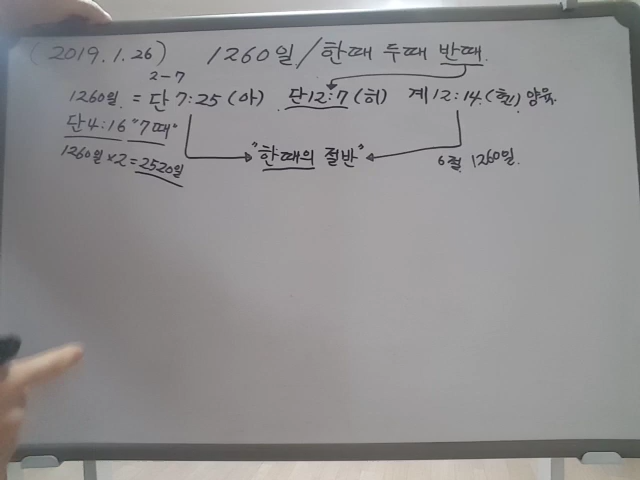 (2019.1.26) 1260일/한때 두때 반때.
2-7
1260일 = 단 7:25 (아) 단12:7 (히) 계 12:14. (헬) 양육.
단4:16 "7때"
1260일 ×2 = 2520일
"한때의 절반"
6절 1260일.